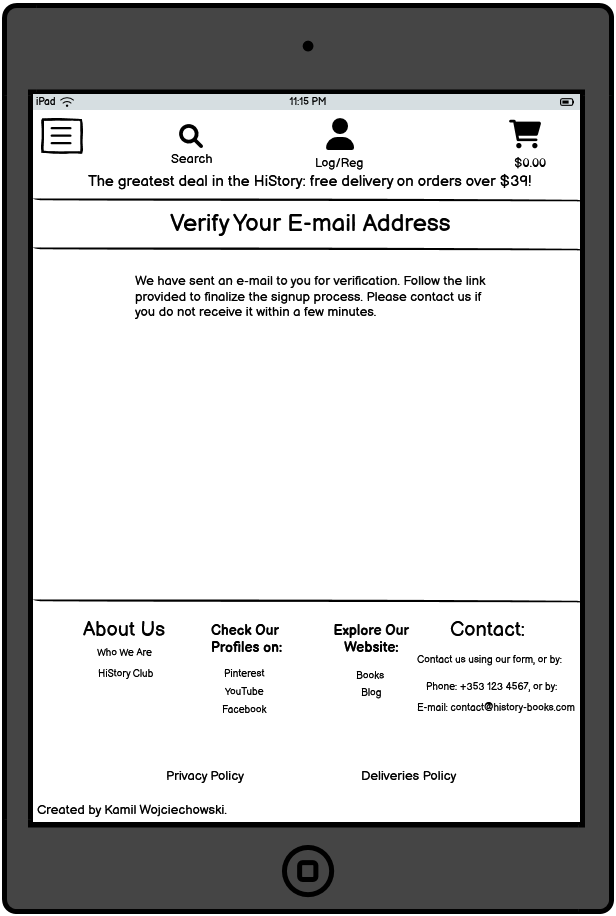 iPad 11:15 PM
Search
Log/Reg
$0.00
The greatest deal in the HiStory: free delivery on orders over $39!
Verify Your E-mail Address
We have sent an e-mail to you for verification. Follow the link
provided to finalize the signup process. Please contact us if
you do not receive it within a few minutes.
About Us
Who We Are
HiStory Club
Check Our
Profiles on:
Pinterest
YouTube
Facebook
Explore Our
Website:
Books
Blog
Contact:
Contact us using our form, or by:
Phone: +353 123 4567, or by:
E-mail: contact@history-books.com
Privacy Policy
Deliveries Policy
Created by Kamil Wojciechowski.